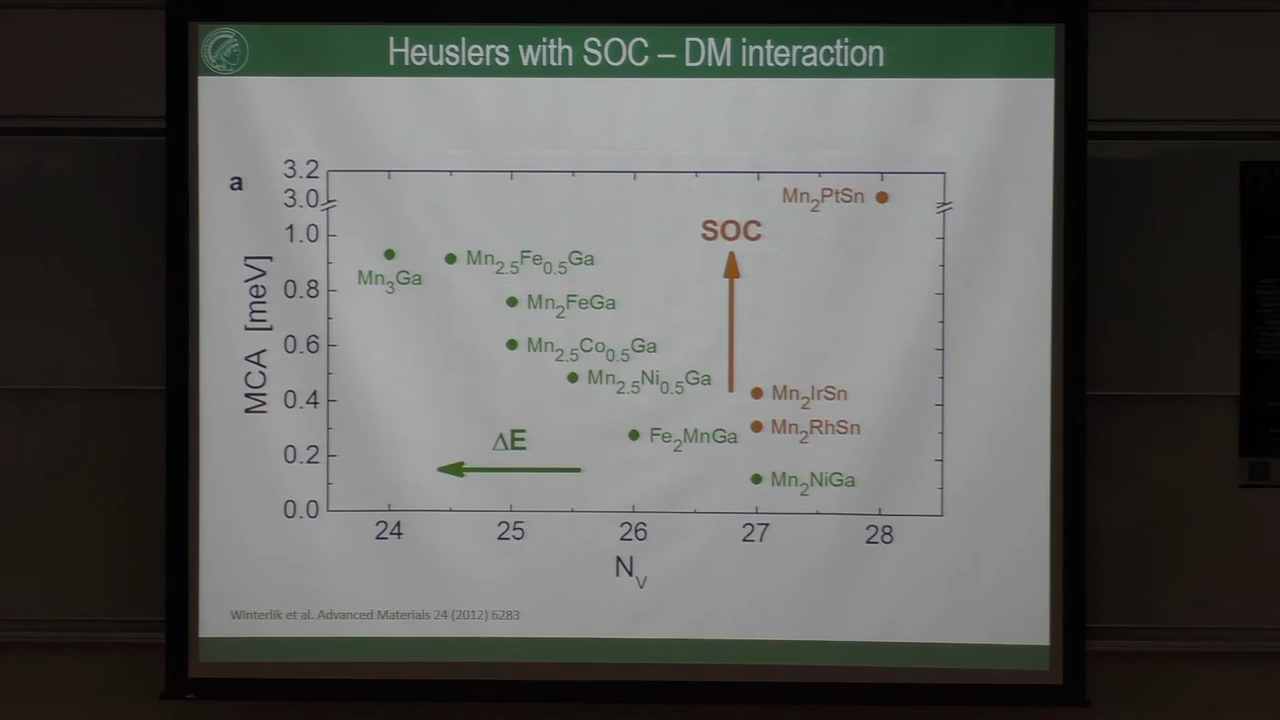 Heuslers with SOC – DM interaction
a
3.2
3.0
1.0
0.8
0.6
0.4
0.2
0.0
MCA [meV]
Mn2PtSn
SOC
Mn3Ga
Mn2.5Fe0.5Ga
Mn2FeGa
Mn2.5Co0.5Ga
Mn2.5Ni0.5Ga
Mn2IrSn
Fe2MnGa
Mn2RhSn
ΔE
Mn2NiGa
24 25 26 27 28
NV
Winterlik et al. Advanced Materials 24 (2012) 6283